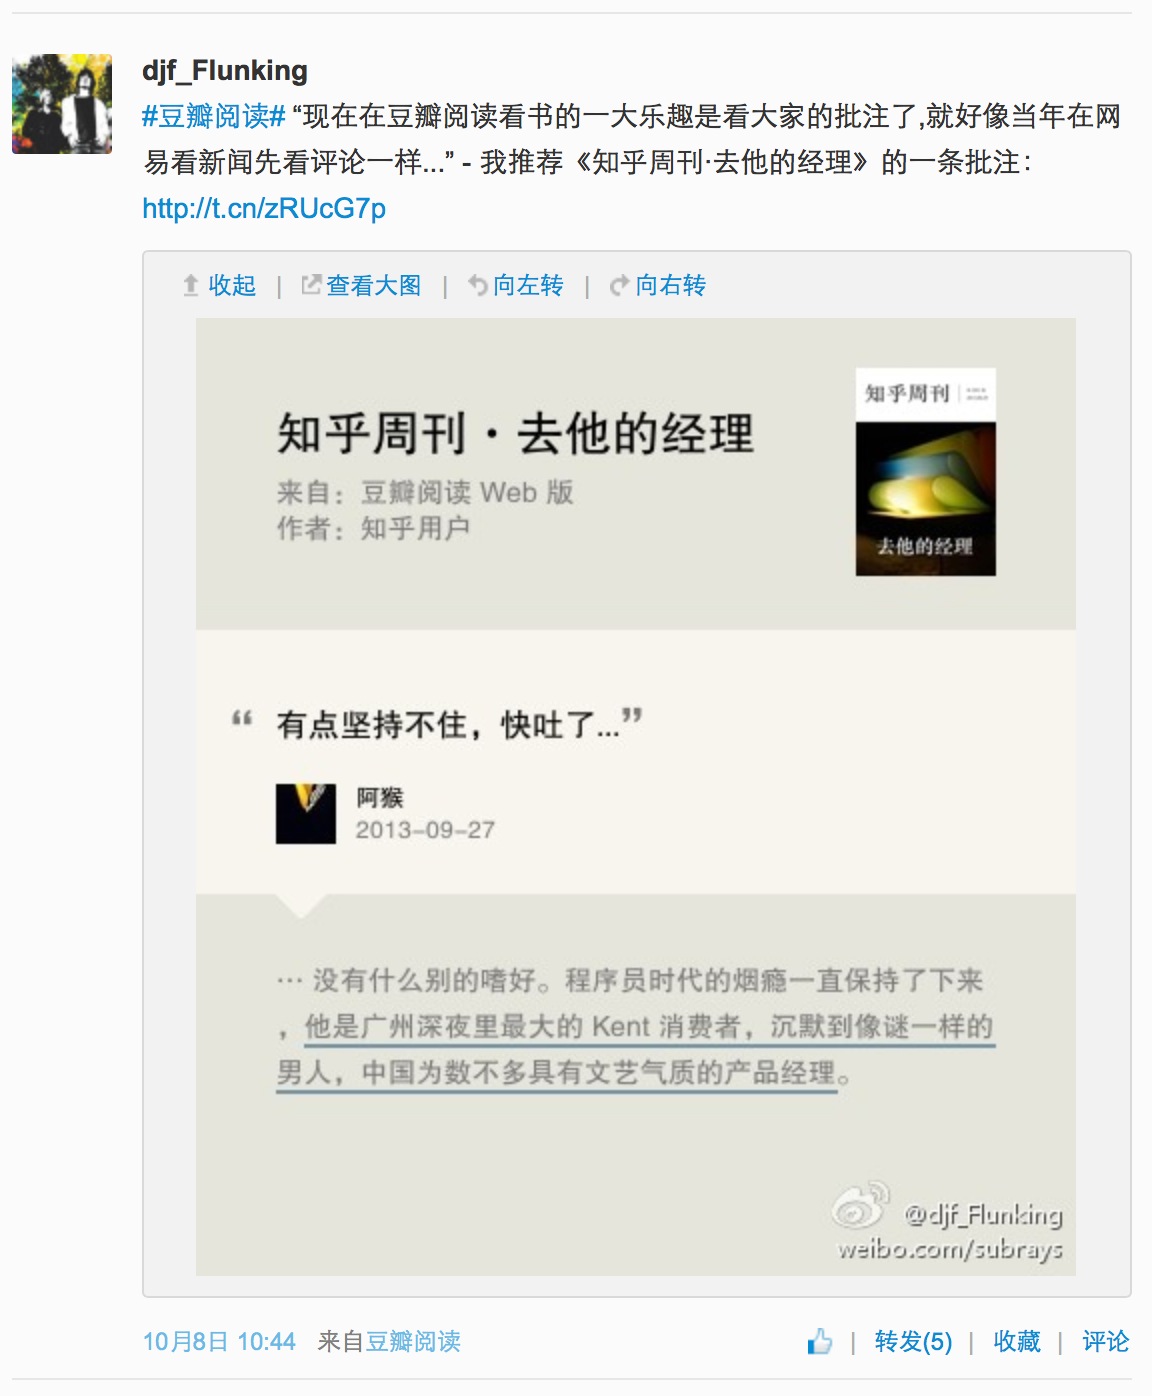 djf_Flunking
#豆瓣阅读# “现在在豆瓣阅读看书的一大乐趣是看大家的批注了,就好像当年在网
易看新闻先看评论一样...” - 我推荐《知乎周刊·去他的经理》的一条批注：
http://t.cn/zRUcG7p
收起 | 查看大图 | 向左转 | 向右转
知乎周刊
知乎周刊·去他的经理
来自：豆瓣阅读 Web 版
作者：知乎用户
去他的经理
“ 有点坚持不住，快吐了...”
阿猴
2013-09-27
... 没有什么别的嗜好。程序员时代的烟瘾一直保持了下来
，他是广州深夜里最大的 Kent 消费者，沉默到像谜一样的
男人，中国为数不多具有文艺气质的产品经理。
@djf_Flunking
weibo.com/subrays
10月8日 10:44 来自豆瓣阅读 | 转发(5) | 收藏 | 评论